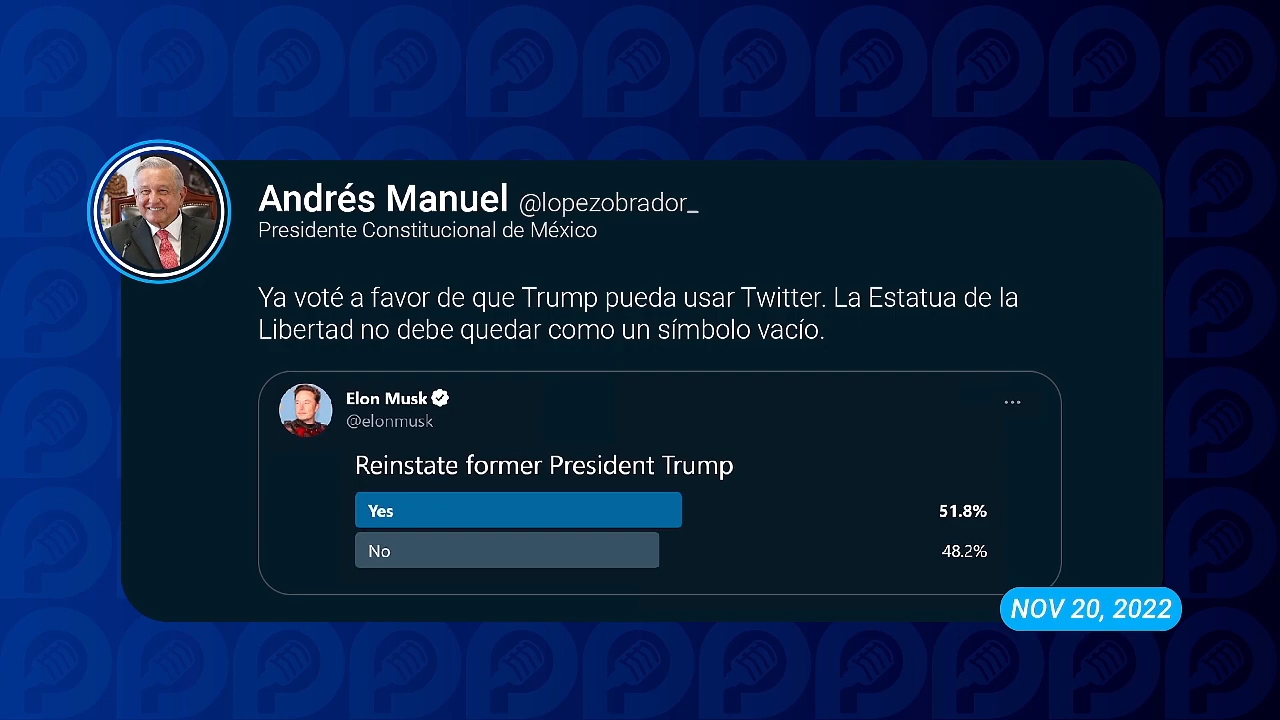 Andrés Manuel @lopezobrador_
Presidente Constitucional de México
Ya voté a favor de que Trump pueda usar Twitter. La Estatua de la
Libertad no debe quedar como un símbolo vacío.
Elon Musk
@elonmusk
Reinstate former President Trump
Yes 51.8%
No 48.2%
NOV 20, 2022